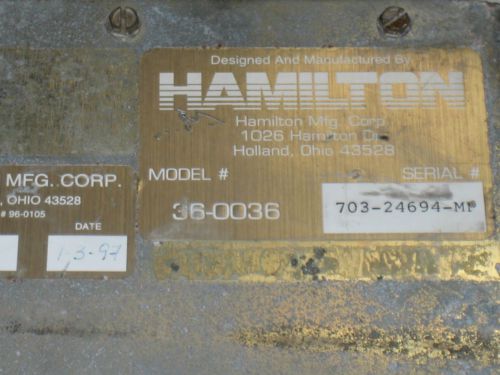 Designed And Manufactured By
HAMILTON
Hamilton Mfg. Corp.
1026 Hamilton Dr.
Holland, Ohio 43528
MODEL # SERIAL #
36-0036 703-24694-MP
MFG. CORP.
, OHIO 43528
# 96-0105
DATE
1-3-97